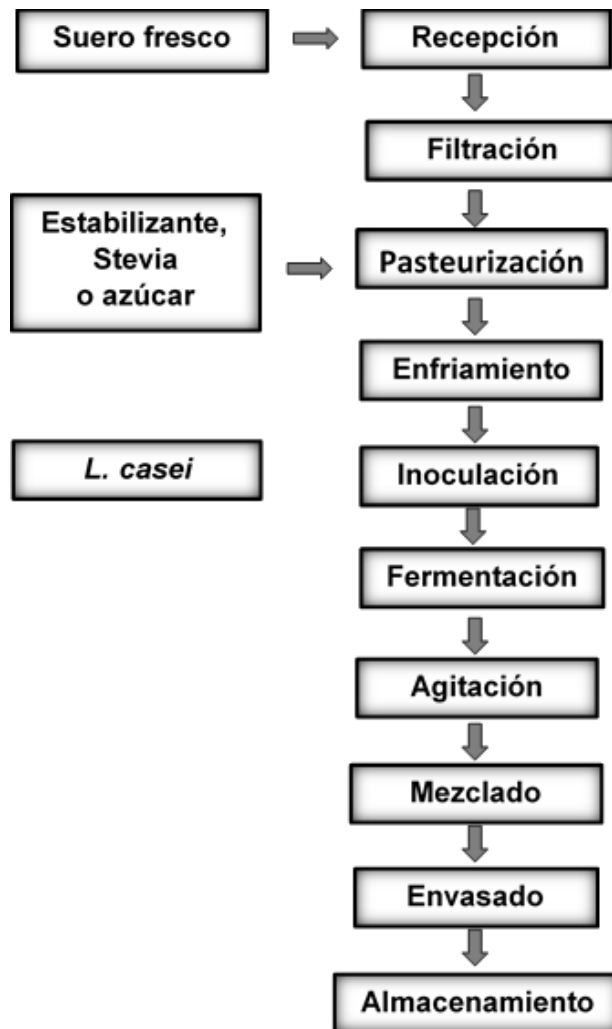 Suero fresco
Recepción
Filtración
Estabilizante,
Stevia
o azúcar
Pasteurización
Enfriamiento
L. casei
Inoculación
Fermentación
Agitación
Mezclado
Envasado
Almacenamiento